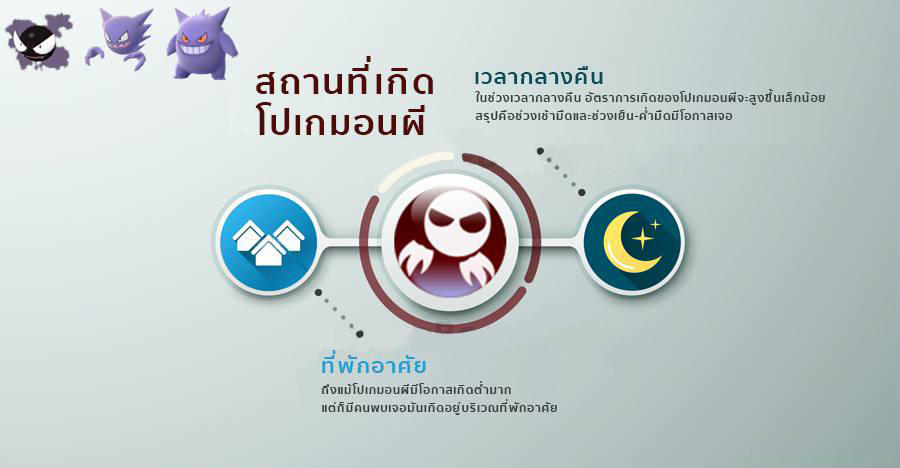 สถานที่เกิด
โปเกมอนผี
เวลากลางคืน
ในช่วงเวลากลางคืน อัตราการเกิดของโปเกมอนผีจะสูงขึ้นเล็กน้อย
สรุปคือช่วงเช้ามืดและช่วงเย็น-ค่ำมืดมีโอกาสเจอ
ที่พักอาศัย
ถึงแม้โปเกมอนผีมีโอกาสเกิดต่ำมาก
แต่ก็มีคนพบเจอมันเกิดอยู่บริเวณที่พักอาศัย